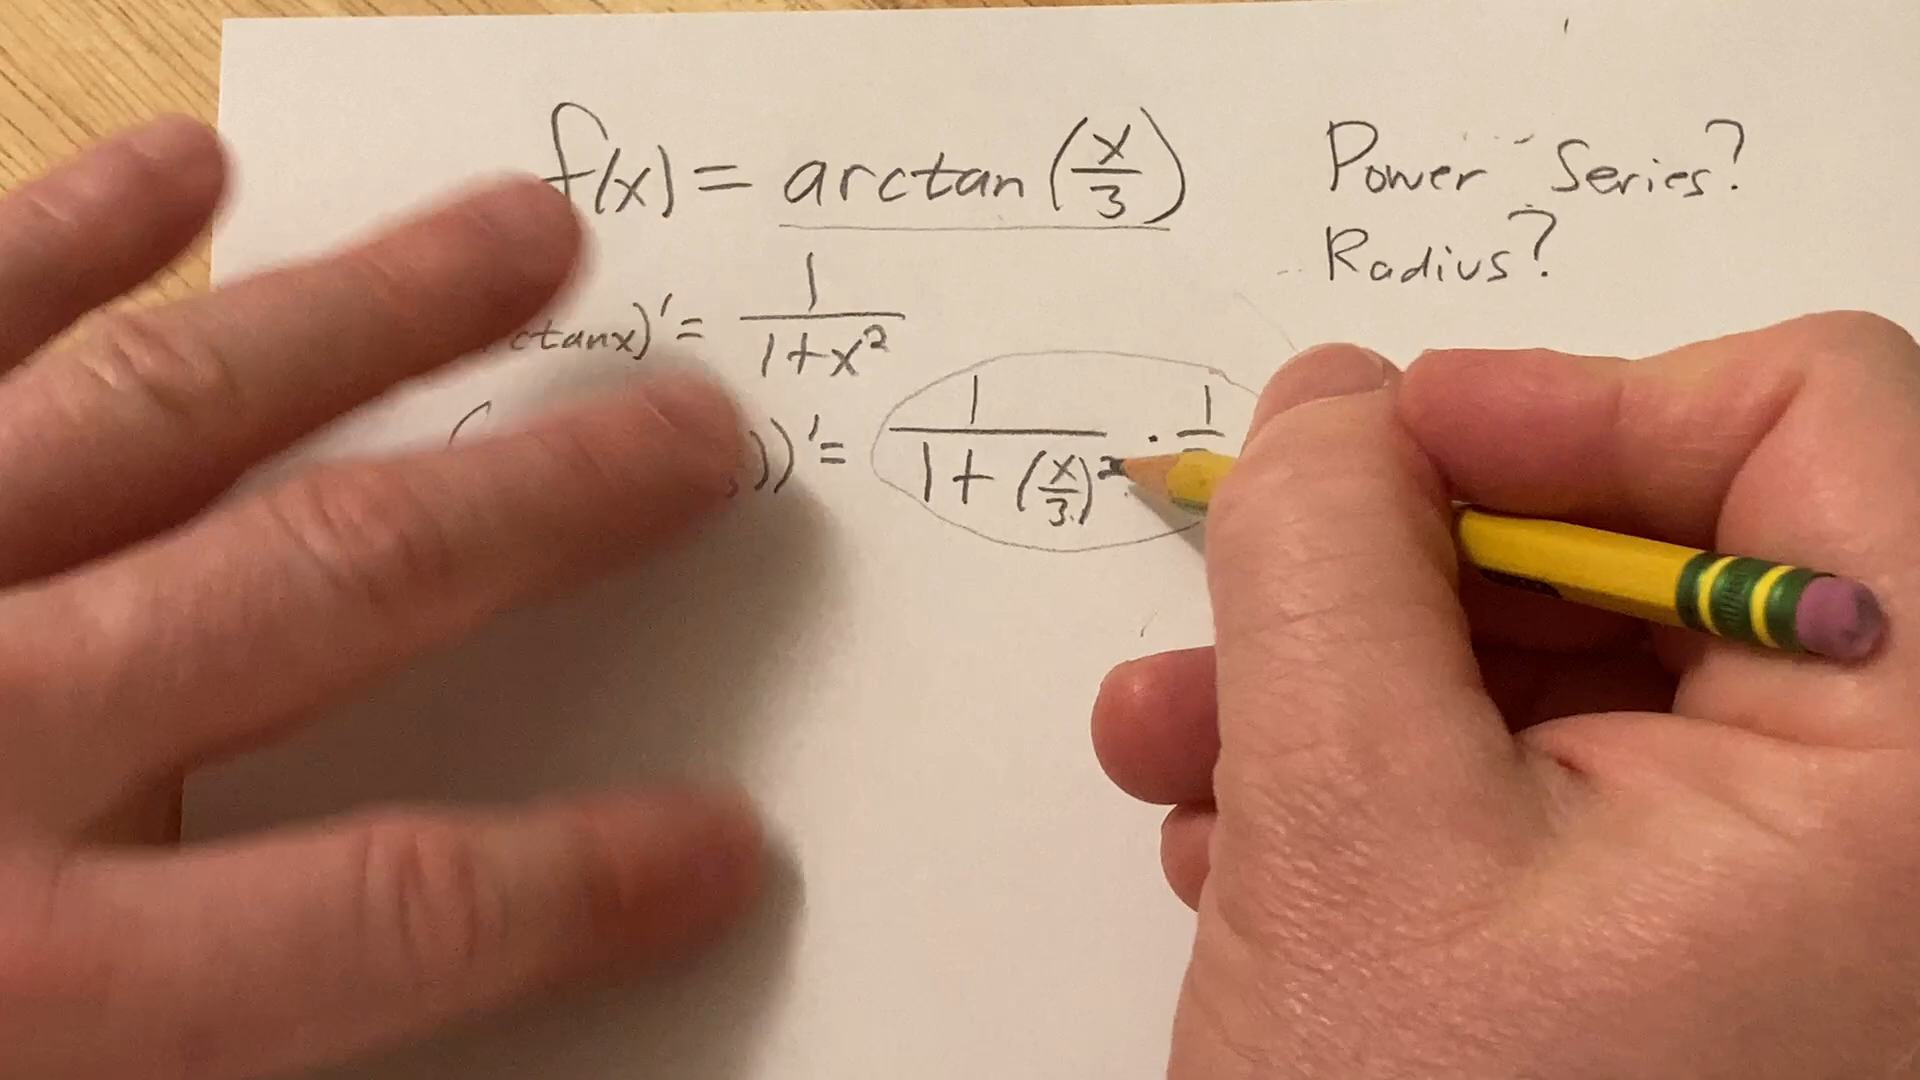 f(x) = arctan(x/3) Power Series?
Radius?
ctanx)' = 1/(1+x²)
( ))' = 1/(1+(x/3)²) · 1/